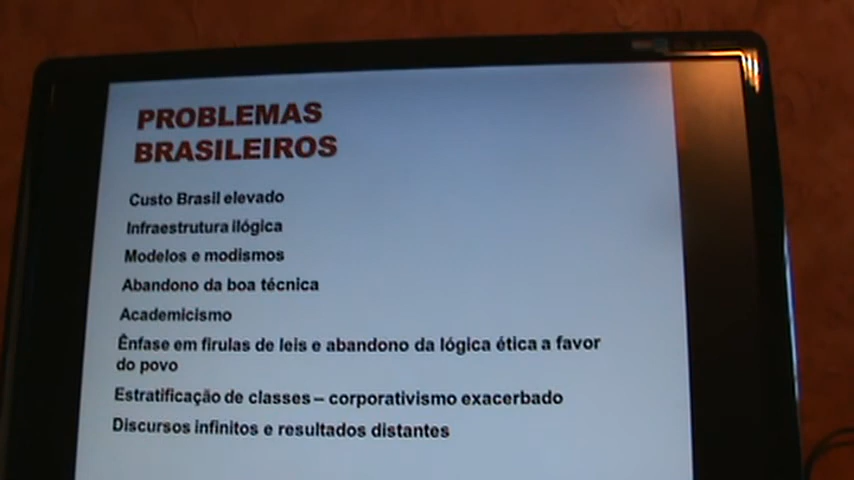 PROBLEMAS
BRASILEIROS
Custo Brasil elevado
Infraestrutura ilógica
Modelos e modismos
Abandono da boa técnica
Academicismo
Ênfase em firulas de leis e abandono da lógica ética a favor
do povo
Estratificação de classes – corporativismo exacerbado
Discursos infinitos e resultados distantes